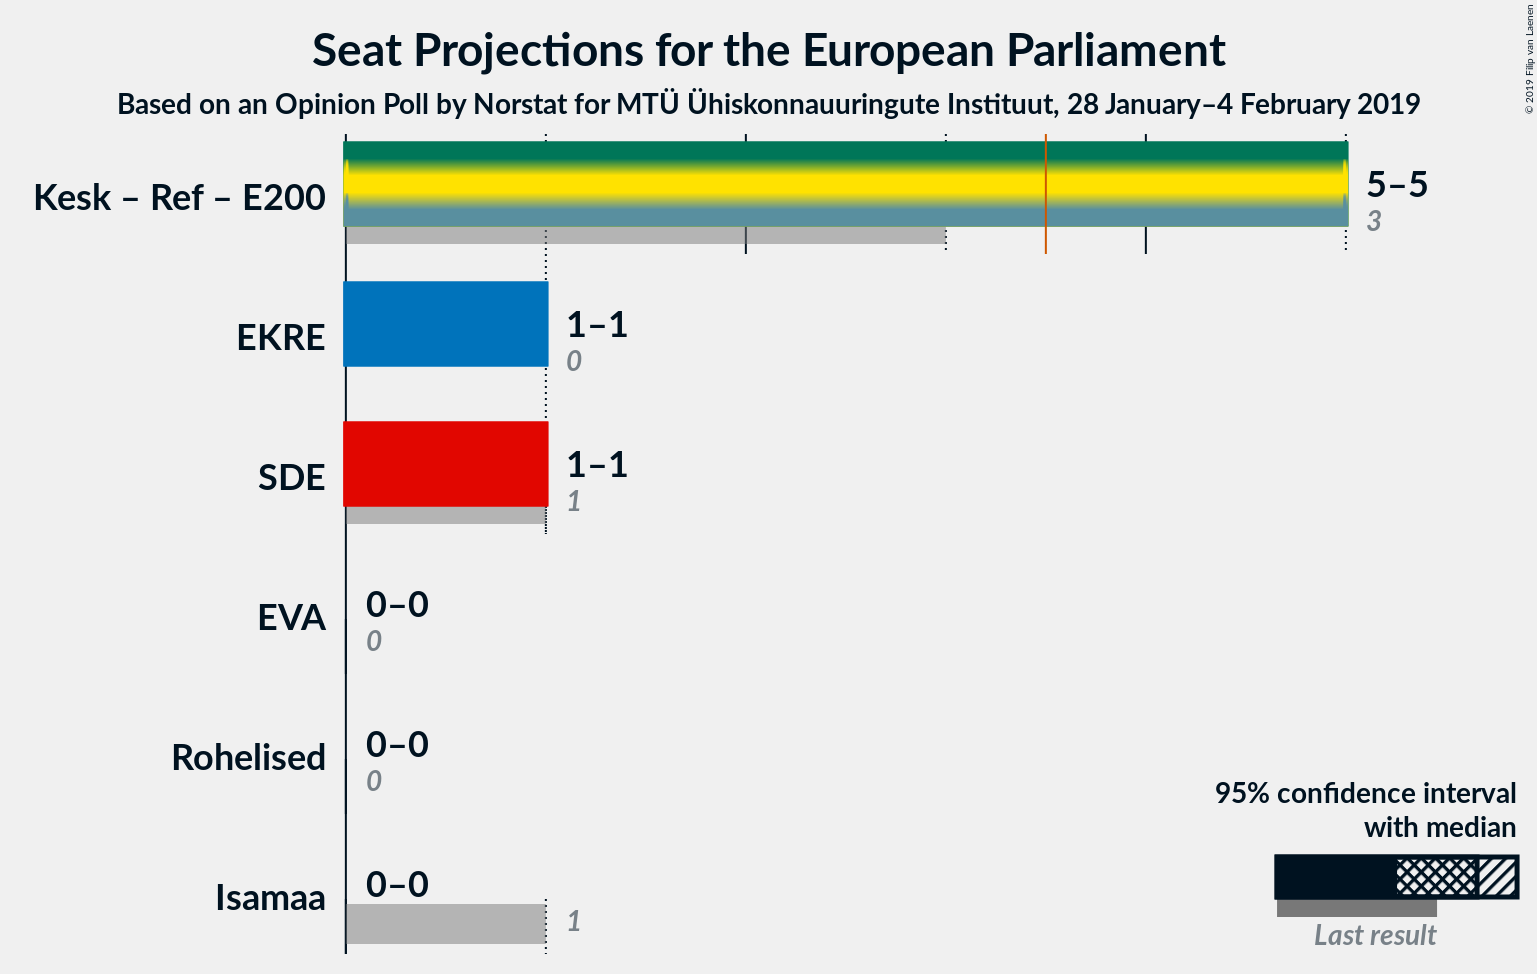 Seat Projections for the European Parliament
Based on an Opinion Poll by Norstat for MTÜ Ühiskonnauuringute Instituut, 28 January–4 February 2019
© 2019 Filip van Laenen
Kesk – Ref – E200
5–5
3
EKRE
1–1
0
SDE
1–1
1
EVA
0–0
0
Rohelised
0–0
0
Isamaa
0–0
1
95% confidence interval
with median
Last result